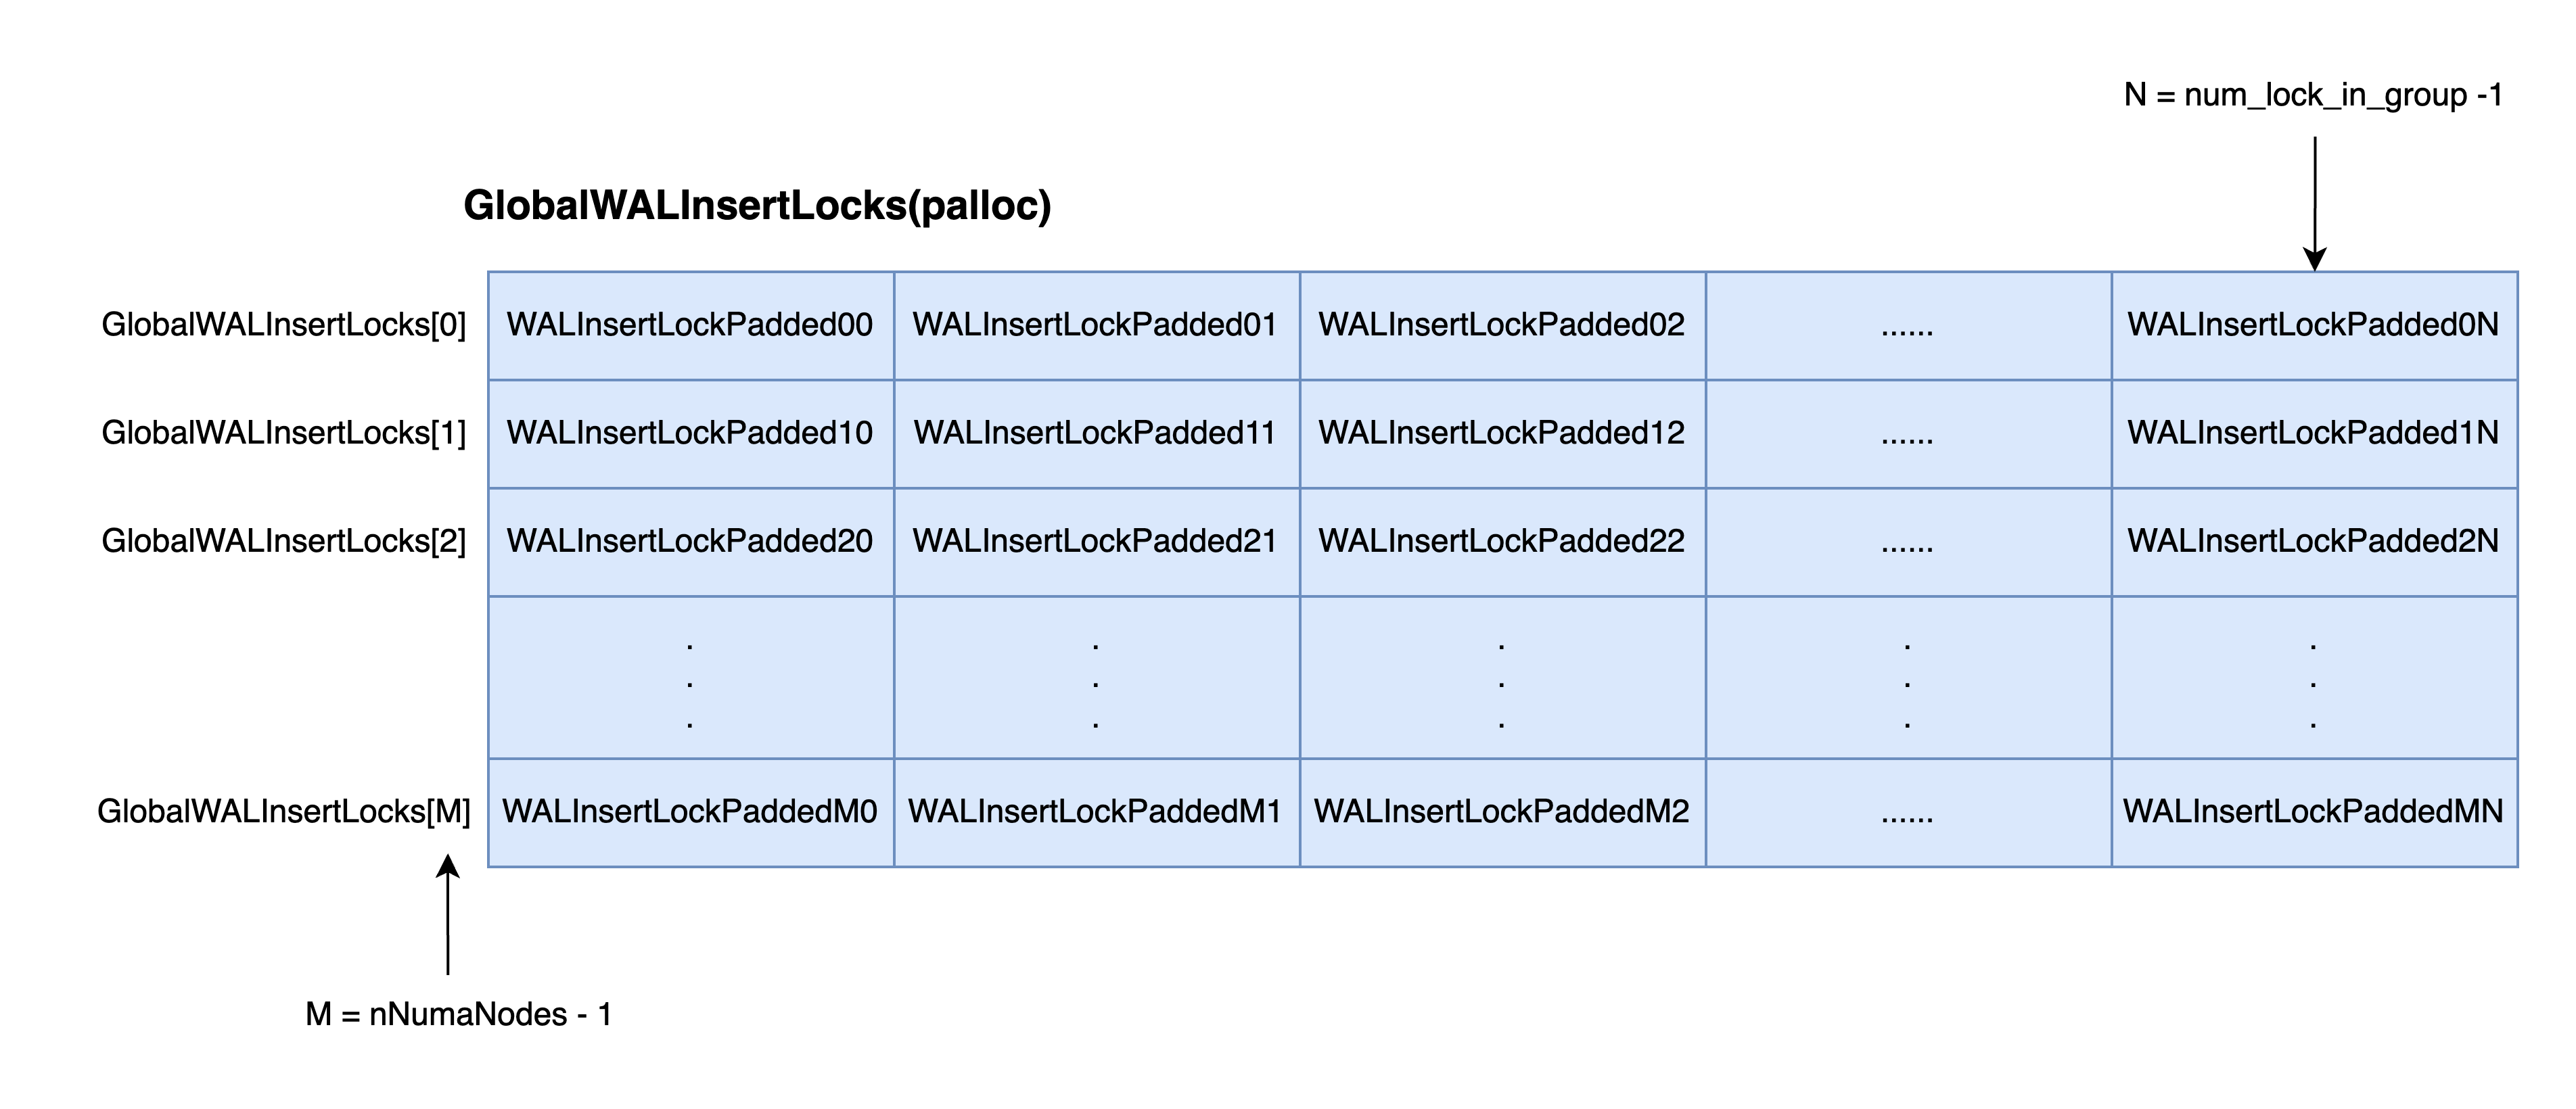 N = num_lock_in_group -1
GlobalWALInsertLocks(palloc)
GlobalWALInsertLocks[0] WALInsertLockPadded00 WALInsertLockPadded01 WALInsertLockPadded02 ...... WALInsertLockPadded0N
GlobalWALInsertLocks[1] WALInsertLockPadded10 WALInsertLockPadded11 WALInsertLockPadded12 ...... WALInsertLockPadded1N
GlobalWALInsertLocks[2] WALInsertLockPadded20 WALInsertLockPadded21 WALInsertLockPadded22 ...... WALInsertLockPadded2N
. . . . .
. . . . .
. . . . .
GlobalWALInsertLocks[M] WALInsertLockPaddedM0 WALInsertLockPaddedM1 WALInsertLockPaddedM2 ...... WALInsertLockPaddedMN
M = nNumaNodes - 1